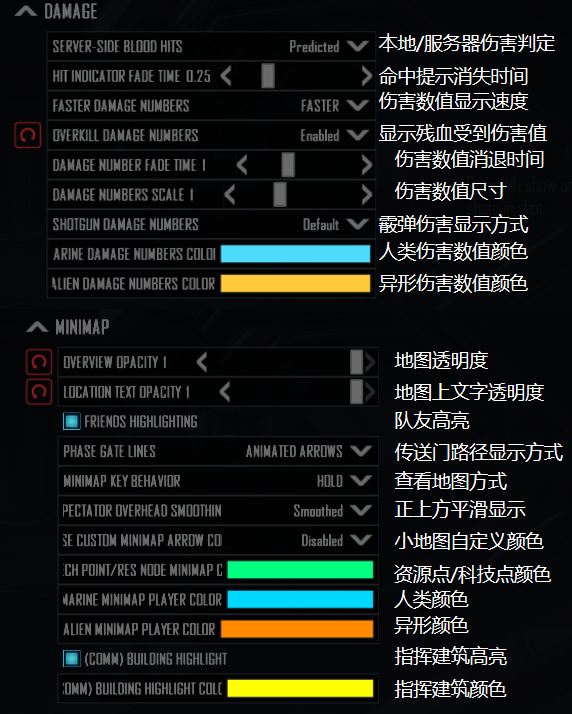 DAMAGE
SERVER-SIDE BLOOD HITS Predicted 本地/服务器伤害判定
HIT INDICATOR FADE TIME 0.25 命中提示消失时间
FASTER DAMAGE NUMBERS FASTER 伤害数值显示速度
OVERKILL DAMAGE NUMBERS Enabled 显示残血受到伤害值
DAMAGE NUMBER FADE TIME 1 伤害数值消退时间
DAMAGE NUMBERS SCALE 1 伤害数值尺寸
SHOTGUN DAMAGE NUMBERS Default 霰弹伤害显示方式
ARINE DAMAGE NUMBERS COLOI 人类伤害数值颜色
ALIEN DAMAGE NUMBERS COLOR 异形伤害数值颜色
MINIMAP
OVERVIEW OPACITY 1 地图透明度
LOCATION TEXT OPACITY 1 地图上文字透明度
FRIENDS HIGHLIGHTING 队友高亮
PHASE GATE LINES ANIMATED ARROWS 传送门路径显示方式
MINIMAP KEY BEHAVIOR HOLD 查看地图方式
PECTATOR OVERHEAD SMOOTHIN Smoothed 正上方平滑显示
SE CUSTOM MINIMAP ARROW COI Disabled 小地图自定义颜色
ECH POINT/RES NODE MINIMAP C 资源点/科技点颜色
MARINE MINIMAP PLAYER COLOR 人类颜色
ALIEN MINIMAP PLAYER COLOR 异形颜色
(COMM) BUILDING HIGHLIGHT 指挥建筑高亮
COMM) BUILDING HIGHLIGHT COLC 指挥建筑颜色